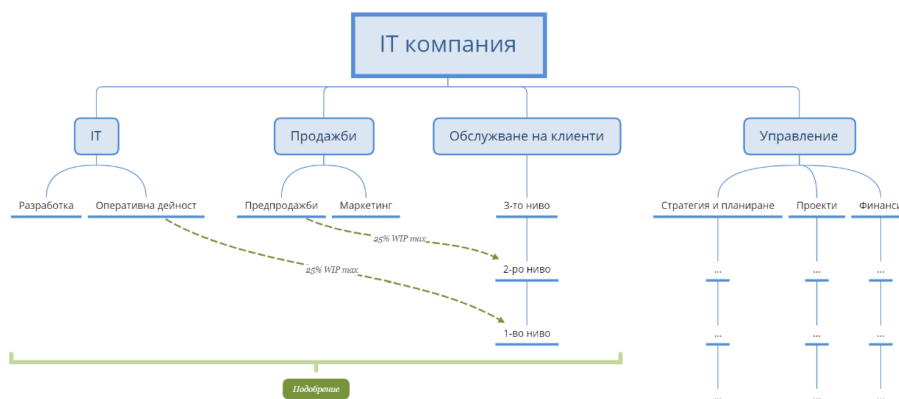 IT компания
IT
Продажби
Обслужване на клиенти
Управление
Разработка
Оперативна дейност
Предпродажби
Маркетинг
3-то ниво
Стратегия и планиране
Проекти
Финанси
25% WIP max
25% WIP max
2-ро ниво
...
...
...
1-во ниво
...
...
...
Подобрение
...
...
...